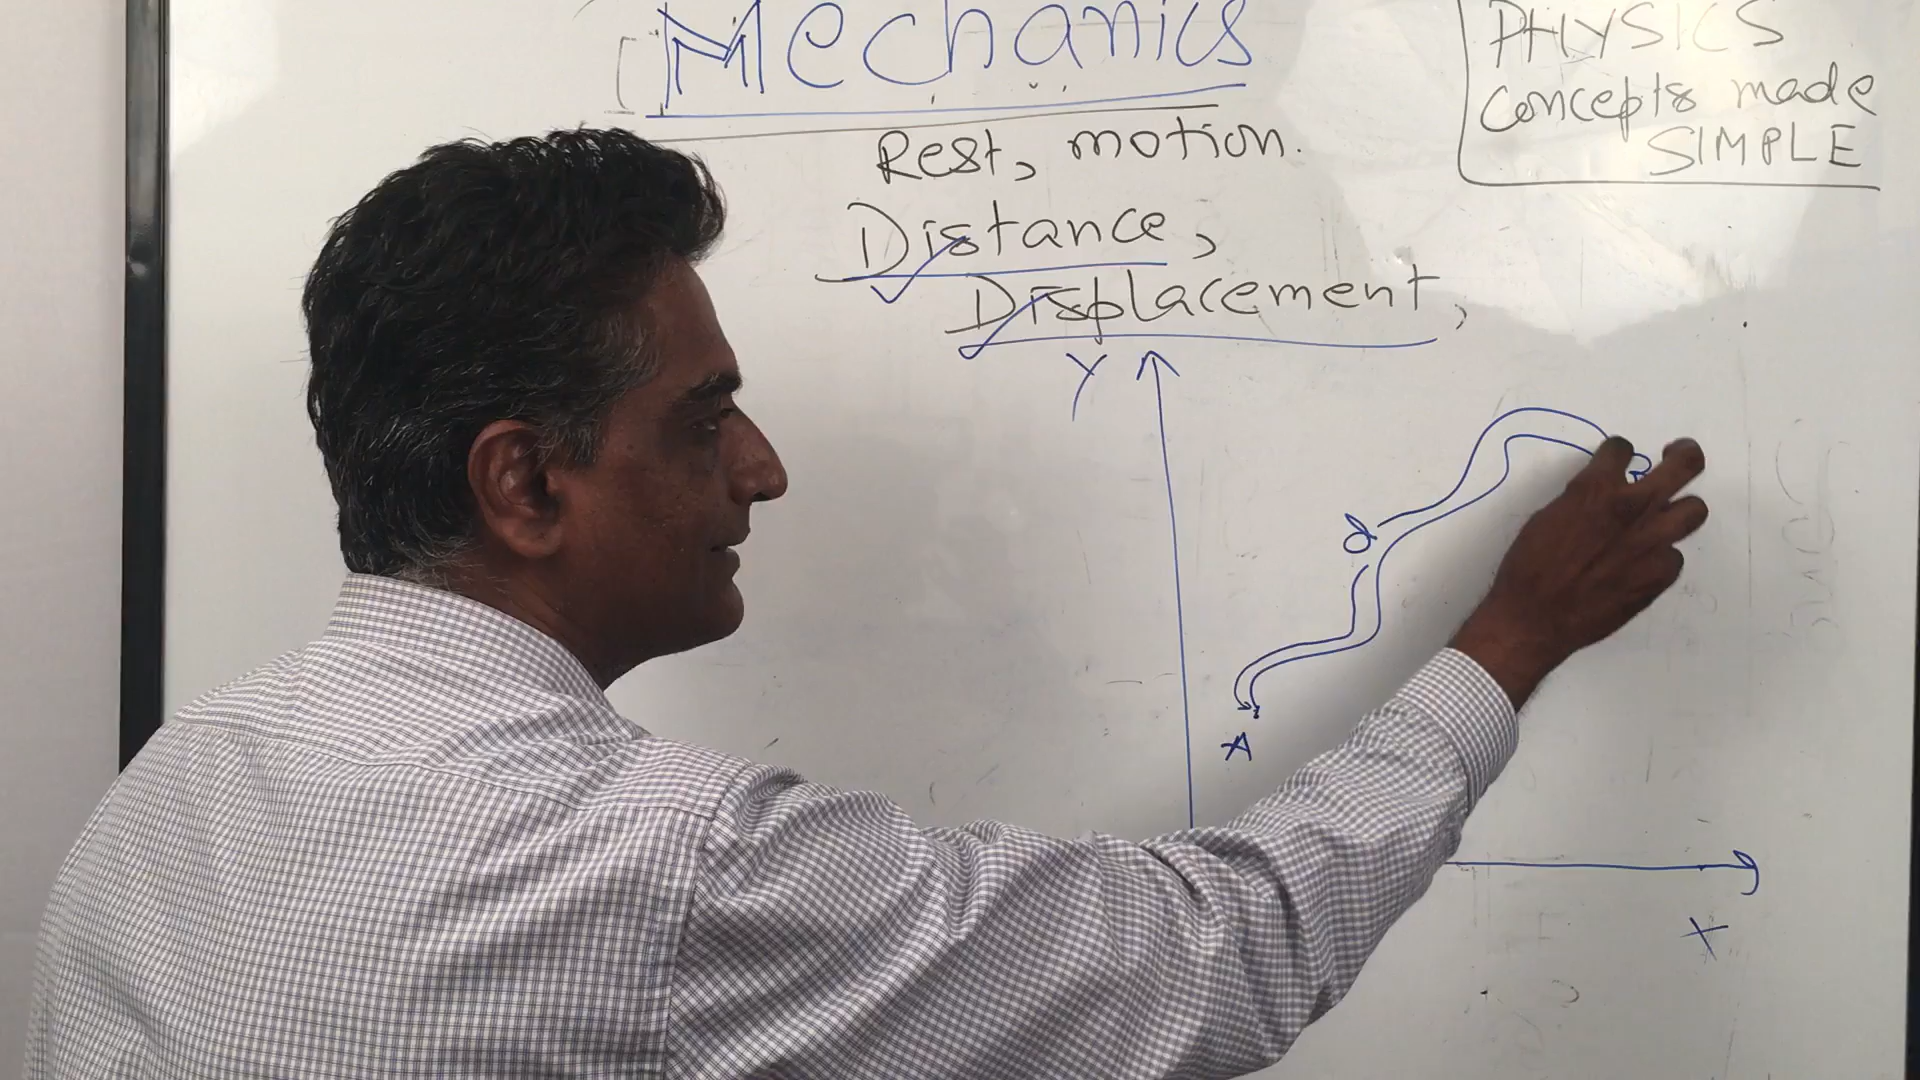 Mechanics
PHYSICS
Concepts made
SIMPLE
Rest, motion.
Distance,
Displacement,
Y
d
A
X